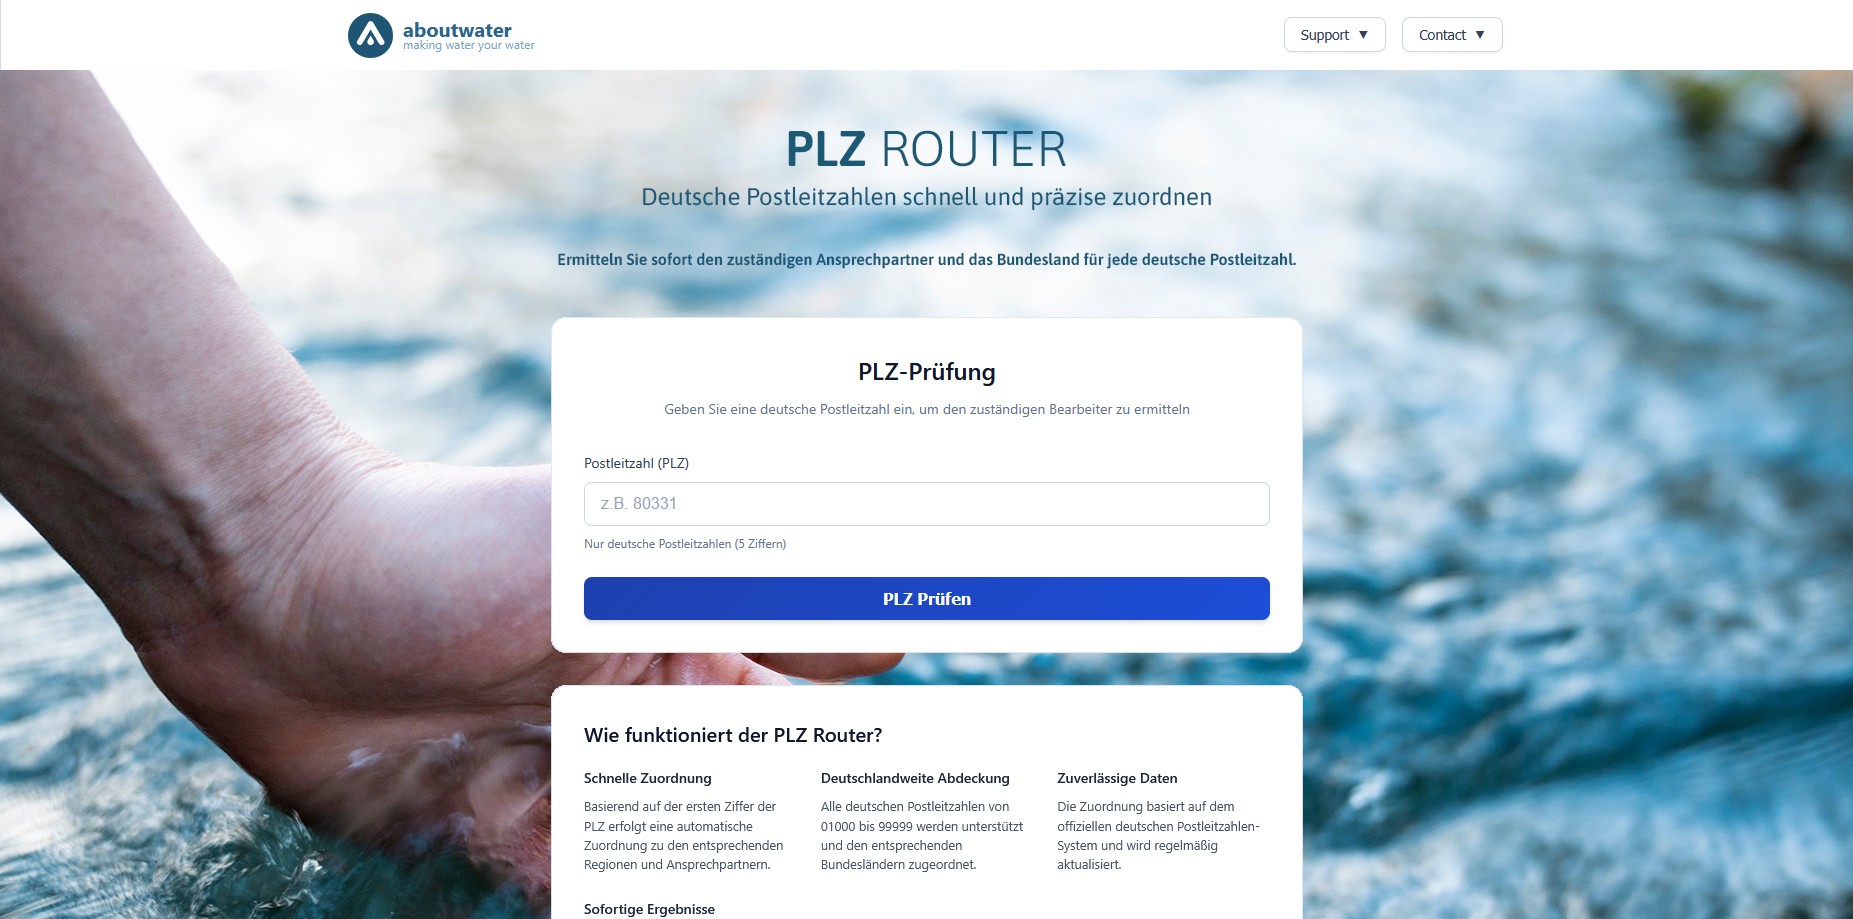 aboutwater
making water your water
Support ▼
Contact ▼
PLZ ROUTER
Deutsche Postleitzahlen schnell und präzise zuordnen
Ermitteln Sie sofort den zuständigen Ansprechpartner und das Bundesland für jede deutsche Postleitzahl.
PLZ-Prüfung
Geben Sie eine deutsche Postleitzahl ein, um den zuständigen Bearbeiter zu ermitteln
Postleitzahl (PLZ)
z.B. 80331
Nur deutsche Postleitzahlen (5 Ziffern)
PLZ Prüfen
Wie funktioniert der PLZ Router?
Schnelle Zuordnung
Basierend auf der ersten Ziffer der
PLZ erfolgt eine automatische
Zuordnung zu den entsprechenden
Regionen und Ansprechpartnern.
Deutschlandweite Abdeckung
Alle deutschen Postleitzahlen von
01000 bis 99999 werden unterstützt
und den entsprechenden
Bundesländern zugeordnet.
Zuverlässige Daten
Die Zuordnung basiert auf dem
offiziellen deutschen Postleitzahlen-
System und wird regelmäßig
aktualisiert.
Sofortige Ergebnisse